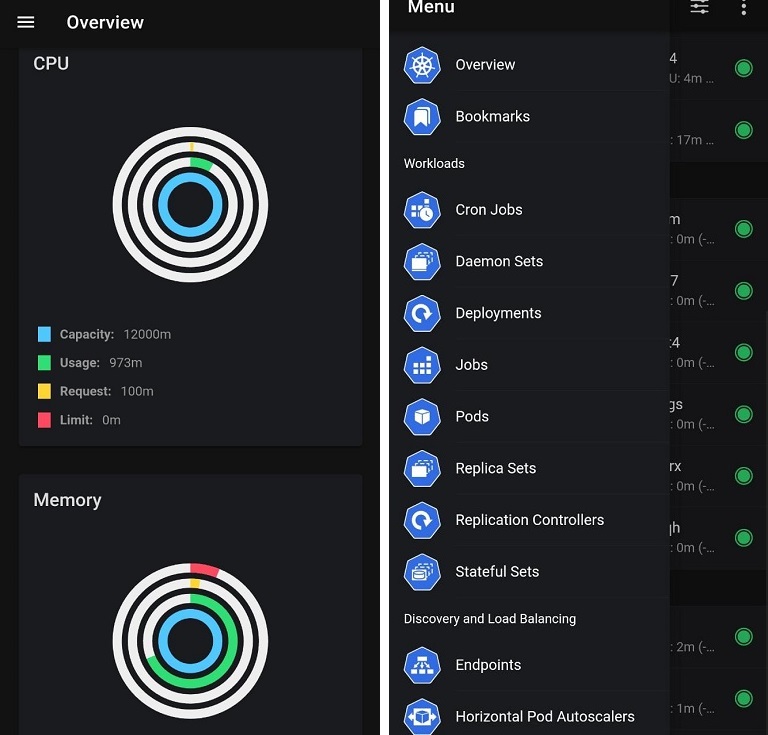 Overview
CPU
Capacity: 12000m
Usage: 973m
Request: 100m
Limit: 0m
Memory
Menu
Overview
Bookmarks
Workloads
Cron Jobs
Daemon Sets
Deployments
Jobs
Pods
Replica Sets
Replication Controllers
Stateful Sets
Discovery and Load Balancing
Endpoints
Horizontal Pod Autoscalers
4
U: 4m ...
: 17m ...
m
: 0m (-...
7
: 0m (-...
:4
: 0m (-...
gs
: 0m (-...
rx
: 0m (-...
: 0m (-...
: 2m (-...
: 1m (-...